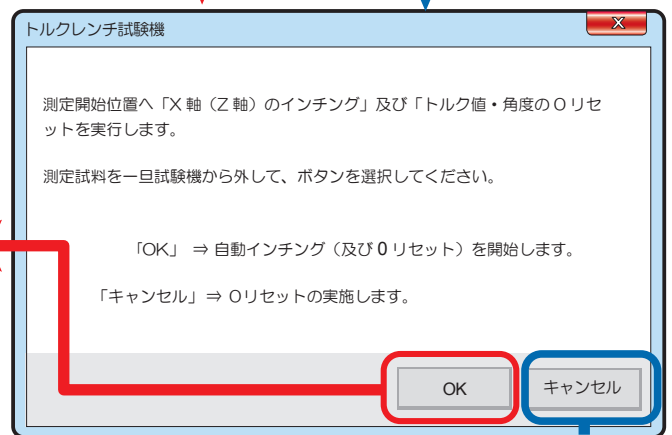 トルクレンチ試験機
X
測定開始位置へ「X 軸（Z 軸）のインチング」及び「トルク値・角度の O リセ
ットを実行します。
測定試料を一旦試験機から外して、ボタンを選択してください。
「OK」 ⇒ 自動インチング（及び 0 リセット）を開始します。
「キャンセル」⇒ Oリセットの実施します。
OK
キャンセル